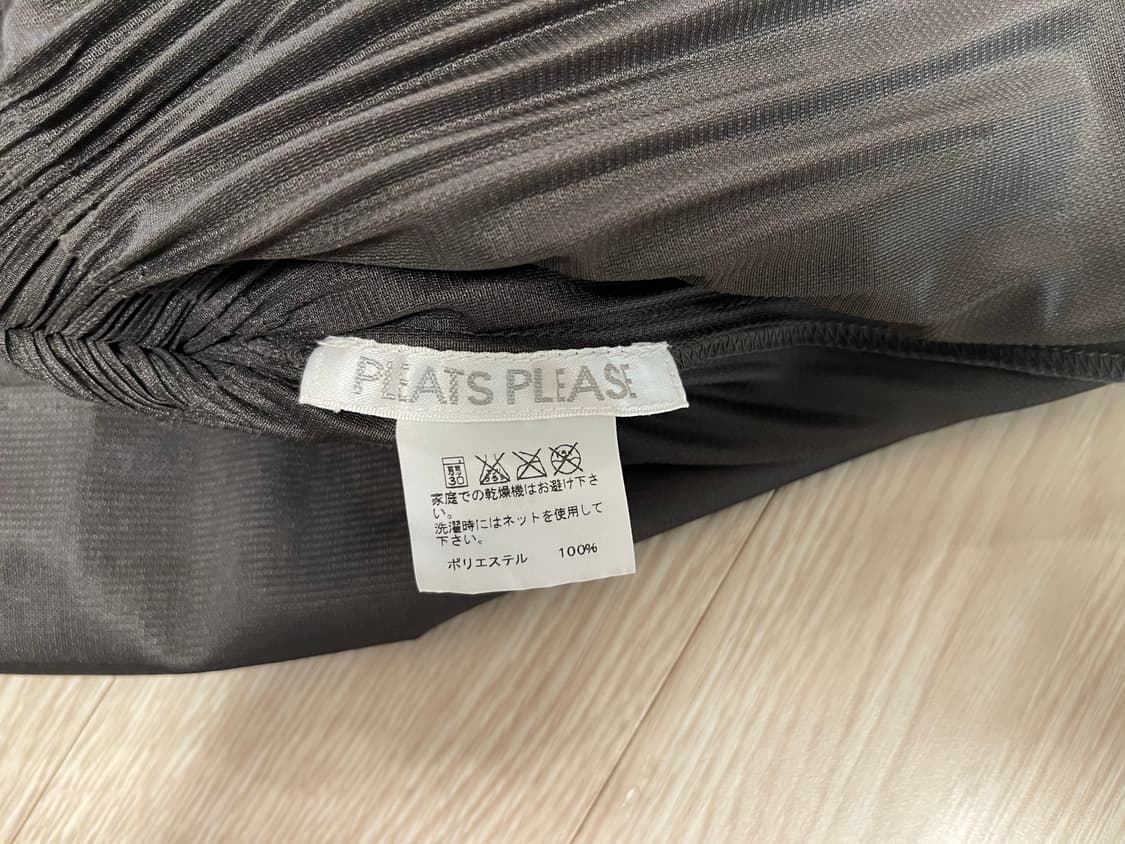 PLEATS PLEASE
弱
30
家庭での乾燥機はお避け下さ
い。
洗濯時にはネットを使用して
下さい。
ポリエステル 100%